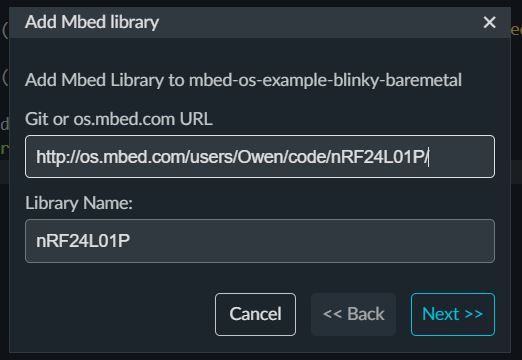 Add Mbed library
Add Mbed Library to mbed-os-example-blinky-baremetal
Git or os.mbed.com URL
http://os.mbed.com/users/Owen/code/nRF24L01P/
Library Name:
nRF24L01P
Cancel
<< Back
Next >>